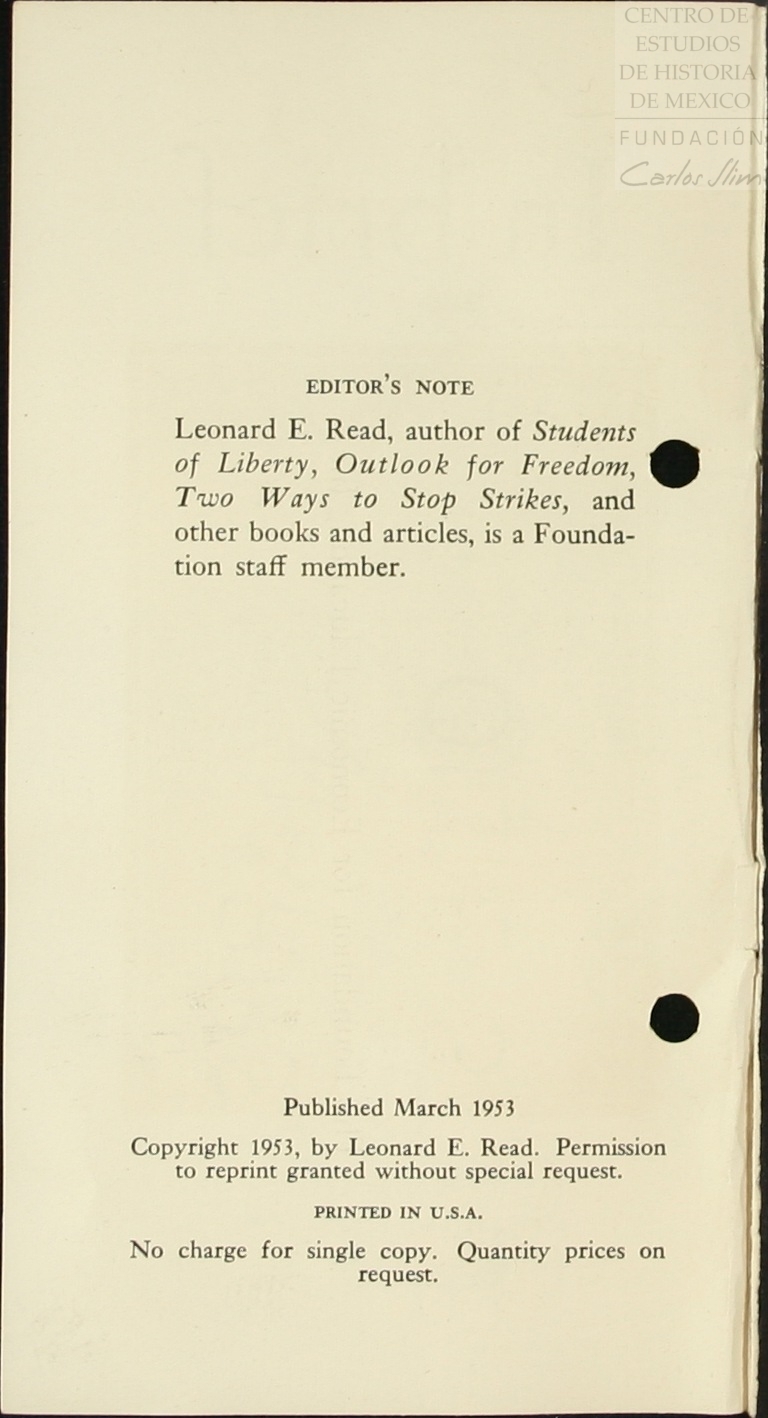 CENTRO DE
ESTUDIOS
DE HISTORIA
DE MEXICO
FUNDACIÓN
Carlos Slim
EDITOR'S NOTE
Leonard E. Read, author of Students
of Liberty, Outlook for Freedom,
Two Ways to Stop Strikes, and
other books and articles, is a Founda-
tion staff member.
Published March 1953
Copyright 1953, by Leonard E. Read. Permission
to reprint granted without special request.
PRINTED IN U.S.A.
No charge for single copy. Quantity prices on
request.